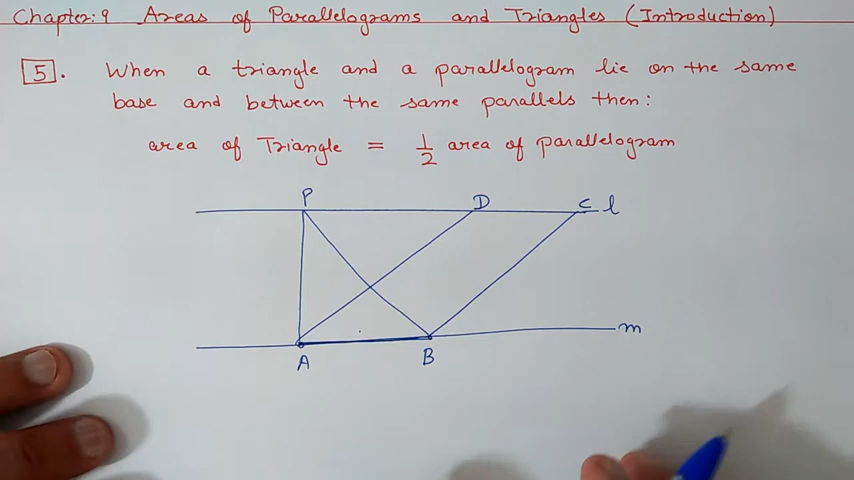 Chapter: 9 Areas of Parallelograms and Triangles (Introduction)
5. When a triangle and a parallelogram lie on the same
base and between the same parallels then:
area of Triangle = 1/2 area of parallelogram
P D C l
m
A B